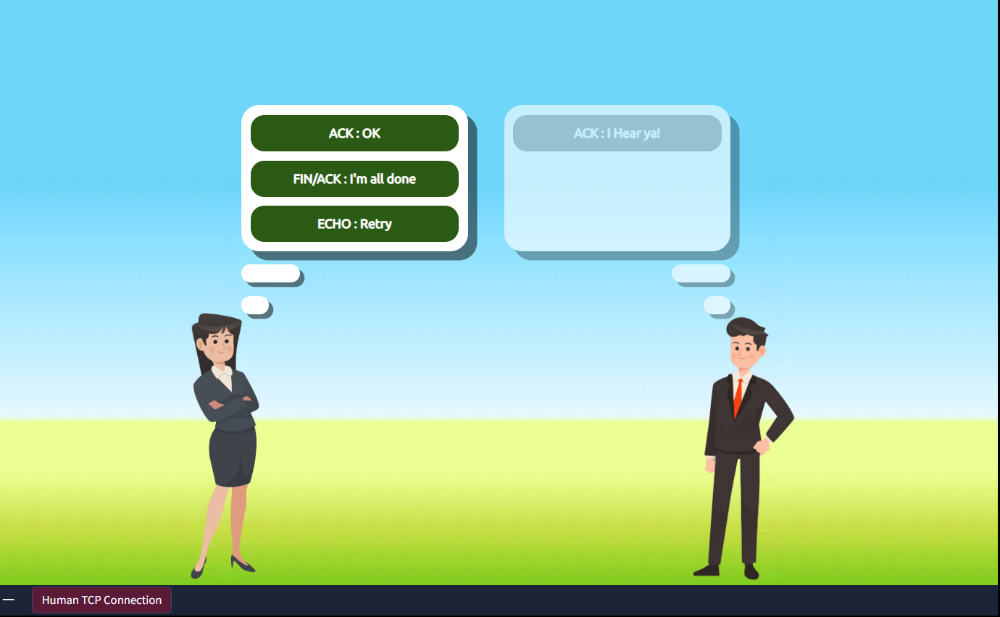 ACK : OK
FIN/ACK : I'm all done
ECHO : Retry
ACK : I Hear ya!
Human TCP Connection